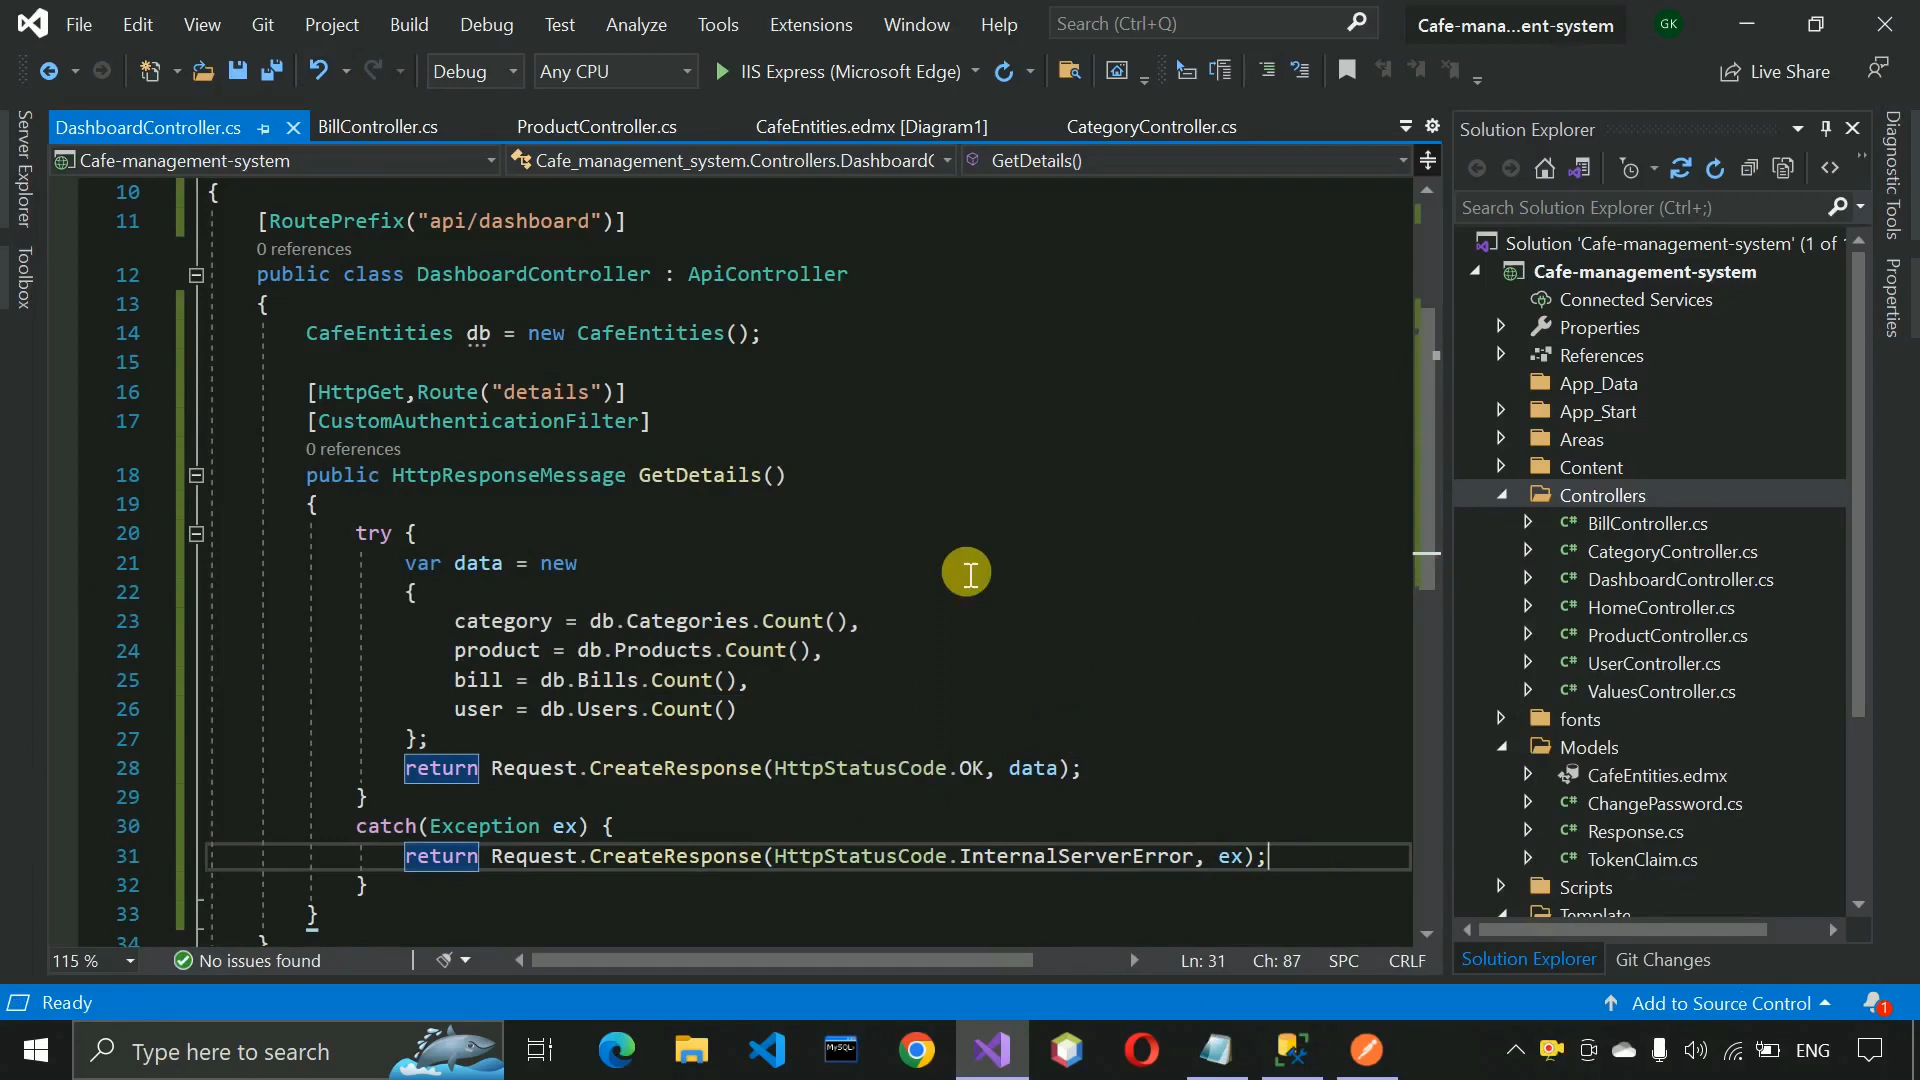 File Edit View Git Project Build Debug Test Analyze Tools Extensions Window Help Search (Ctrl+Q) Cafe-mana...ent-system GK
Debug Any CPU IIS Express (Microsoft Edge) Live Share
Server Explorer
Toolbox
DashboardController.cs BillController.cs ProductController.cs CafeEntities.edmx [Diagram1] CategoryController.cs
Cafe-management-system Cafe_management_system.Controllers.DashboardC GetDetails()
10 {
11 [RoutePrefix("api/dashboard")]
0 references
12 public class DashboardController : ApiController
13 {
14 CafeEntities db = new CafeEntities();
15
16 [HttpGet,Route("details")]
17 [CustomAuthenticationFilter]
0 references
18 public HttpResponseMessage GetDetails()
19 {
20 try {
21 var data = new
22 {
23 category = db.Categories.Count(),
24 product = db.Products.Count(),
25 bill = db.Bills.Count(),
26 user = db.Users.Count()
27 };
28 return Request.CreateResponse(HttpStatusCode.OK, data);
29 }
30 catch(Exception ex) {
31 return Request.CreateResponse(HttpStatusCode.InternalServerError, ex);
32 }
33 }
34 }
115 % No issues found Ln: 31 Ch: 87 SPC CRLF
Solution Explorer
Search Solution Explorer (Ctrl+;)
Solution 'Cafe-management-system' (1 of
Cafe-management-system
Connected Services
Properties
References
App_Data
App_Start
Areas
Content
Controllers
C# BillController.cs
C# CategoryController.cs
C# DashboardController.cs
C# HomeController.cs
C# ProductController.cs
C# UserController.cs
C# ValuesController.cs
fonts
Models
CafeEntities.edmx
C# ChangePassword.cs
C# Response.cs
C# TokenClaim.cs
Scripts
Template
Solution Explorer Git Changes
Diagnostic Tools
Properties
Ready Add to Source Control 1
Type here to search MySQL ENG